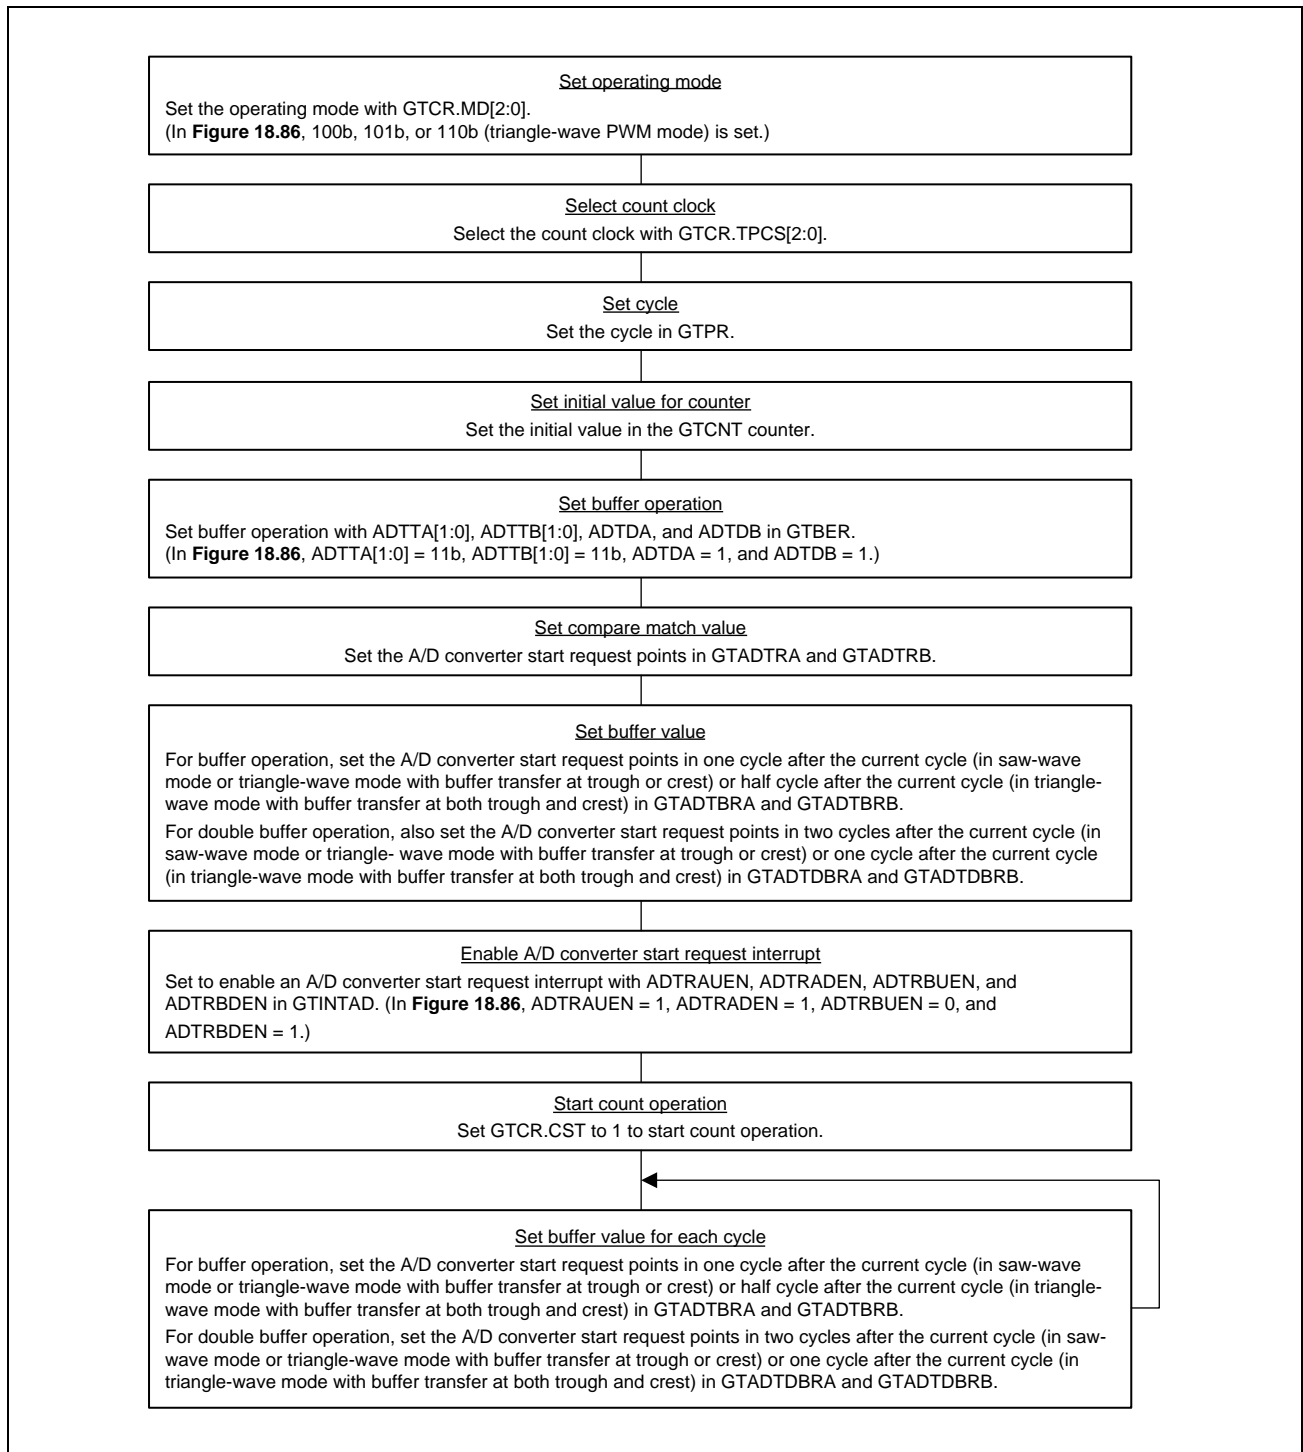 Set operating mode
Set the operating mode with GTCR.MD[2:0].
(In Figure 18.86, 100b, 101b, or 110b (triangle-wave PWM mode) is set.)
Select count clock
Select the count clock with GTCR.TPCS[2:0].
Set cycle
Set the cycle in GTPR.
Set initial value for counter
Set the initial value in the GTCNT counter.
Set buffer operation
Set buffer operation with ADTTA[1:0], ADTTB[1:0], ADTDA, and ADTDB in GTBER.
(In Figure 18.86, ADTTA[1:0] = 11b, ADTTB[1:0] = 11b, ADTDA = 1, and ADTDB = 1.)
Set compare match value
Set the A/D converter start request points in GTADTRA and GTADTRB.
Set buffer value
For buffer operation, set the A/D converter start request points in one cycle after the current cycle (in saw-wave
mode or triangle-wave mode with buffer transfer at trough or crest) or half cycle after the current cycle (in triangle-
wave mode with buffer transfer at both trough and crest) in GTADTBRA and GTADTBRB.
For double buffer operation, also set the A/D converter start request points in two cycles after the current cycle (in
saw-wave mode or triangle- wave mode with buffer transfer at trough or crest) or one cycle after the current cycle
(in triangle-wave mode with buffer transfer at both trough and crest) in GTADTDBRA and GTADTDBRB.
Enable A/D converter start request interrupt
Set to enable an A/D converter start request interrupt with ADTRAUEN, ADTRADEN, ADTRBUEN, and
ADTRBDEN in GTINTAD. (In Figure 18.86, ADTRAUEN = 1, ADTRADEN = 1, ADTRBUEN = 0, and
ADTRBDEN = 1.)
Start count operation
Set GTCR.CST to 1 to start count operation.
Set buffer value for each cycle
For buffer operation, set the A/D converter start request points in one cycle after the current cycle (in saw-wave
mode or triangle-wave mode with buffer transfer at trough or crest) or half cycle after the current cycle (in triangle-
wave mode with buffer transfer at both trough and crest) in GTADTBRA and GTADTBRB.
For double buffer operation, set the A/D converter start request points in two cycles after the current cycle (in saw-
wave mode or triangle-wave mode with buffer transfer at trough or crest) or one cycle after the current cycle (in
triangle-wave mode with buffer transfer at both trough and crest) in GTADTDBRA and GTADTDBRB.